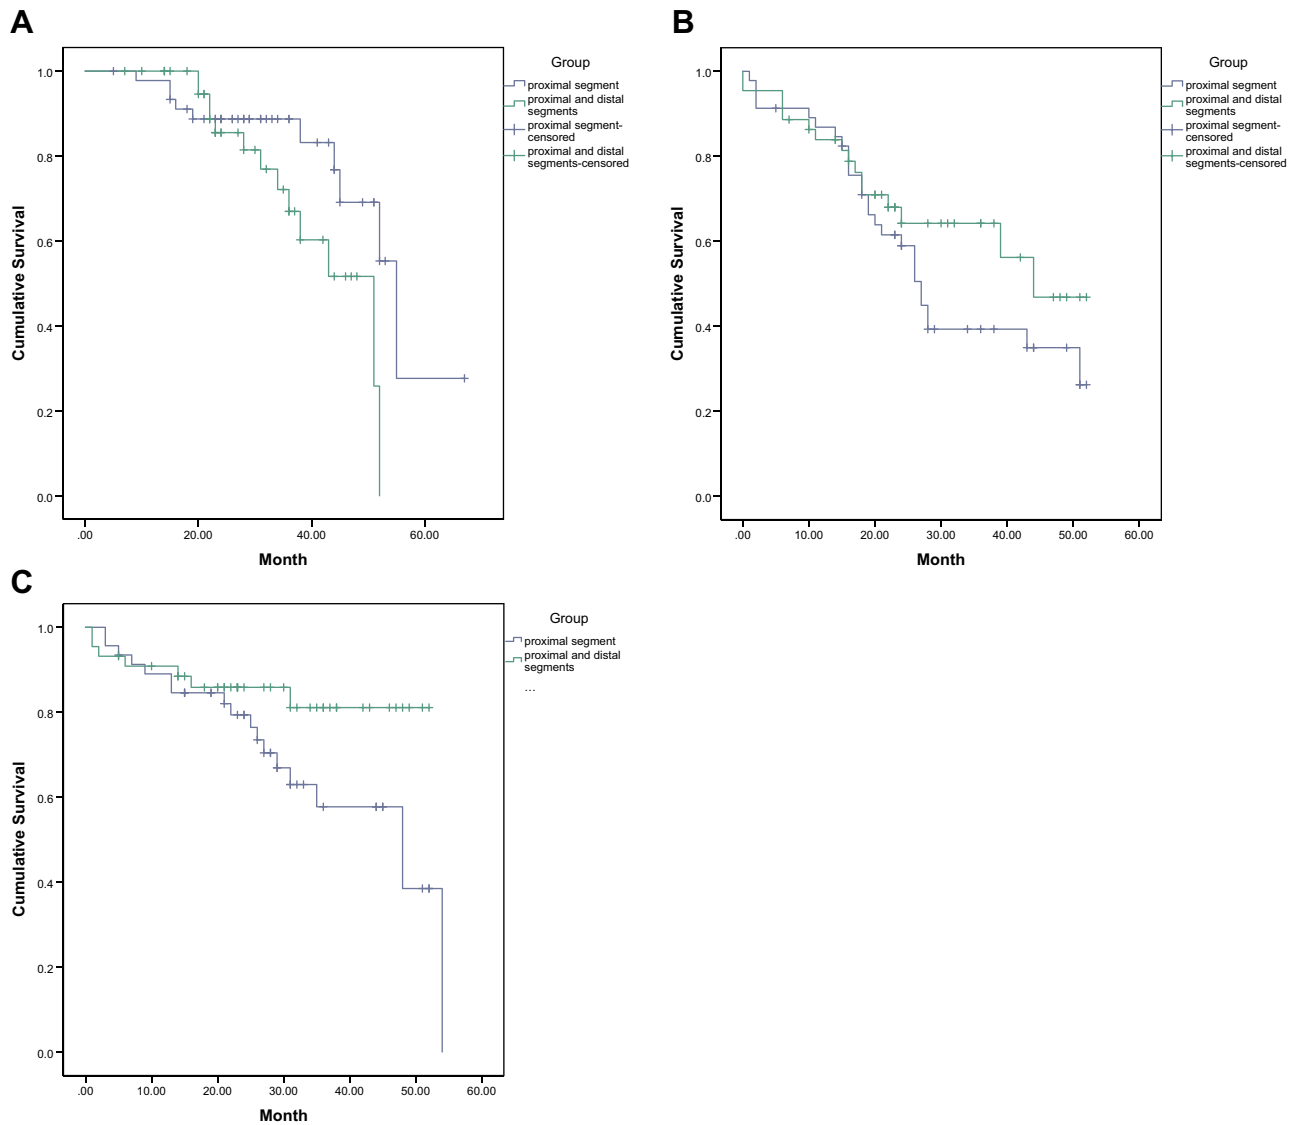 A
Cumulative Survival
1.0
0.8
0.6
0.4
0.2
0.0
.00 20.00 40.00 60.00
Month
Group
proximal segment
proximal and distal
segments
proximal segment-
censored
proximal and distal
segments-censored
B
Cumulative Survival
1.0
0.8
0.6
0.4
0.2
0.0
.00 10.00 20.00 30.00 40.00 50.00 60.00
Month
Group
proximal segment
proximal and distal
segments
proximal segment-
censored
proximal and distal
segments-censored
C
Cumulative Survival
1.0
0.8
0.6
0.4
0.2
0.0
.00 10.00 20.00 30.00 40.00 50.00 60.00
Month
Group
proximal segment
proximal and distal
segments
...